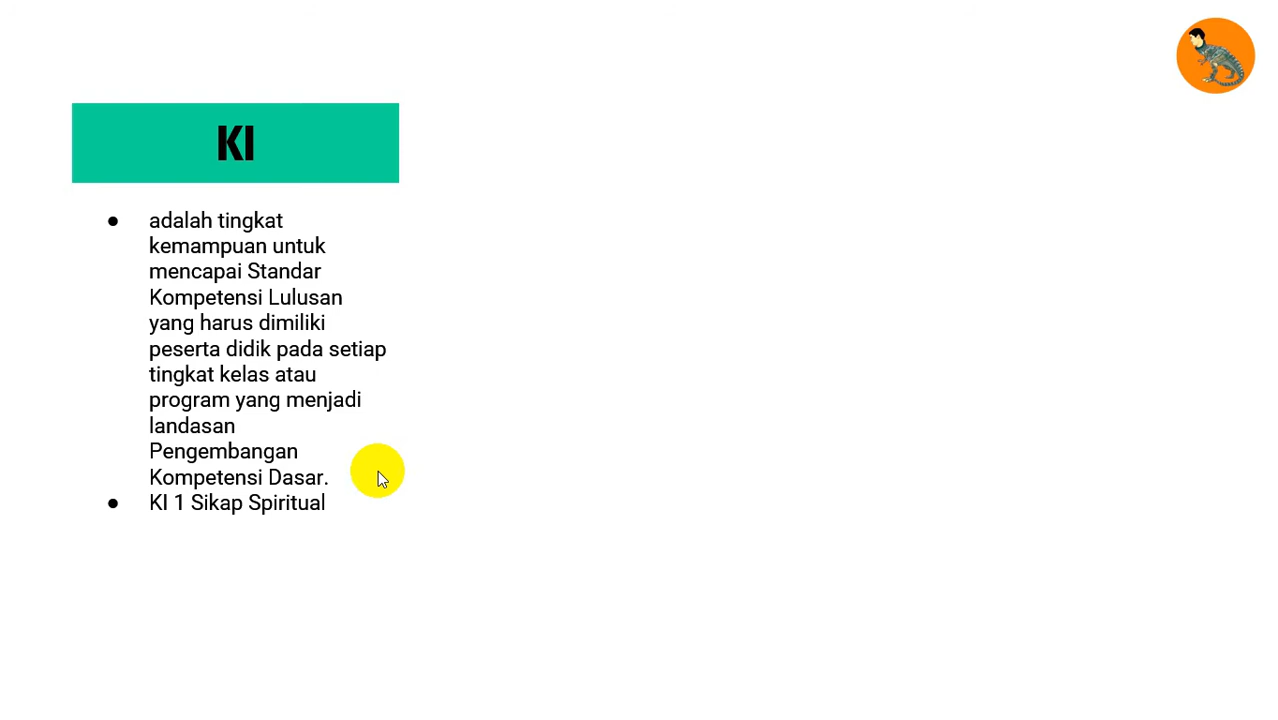 KI
● adalah tingkat
kemampuan untuk
mencapai Standar
Kompetensi Lulusan
yang harus dimiliki
peserta didik pada setiap
tingkat kelas atau
program yang menjadi
landasan
Pengembangan
Kompetensi Dasar.
● KI 1 Sikap Spiritual